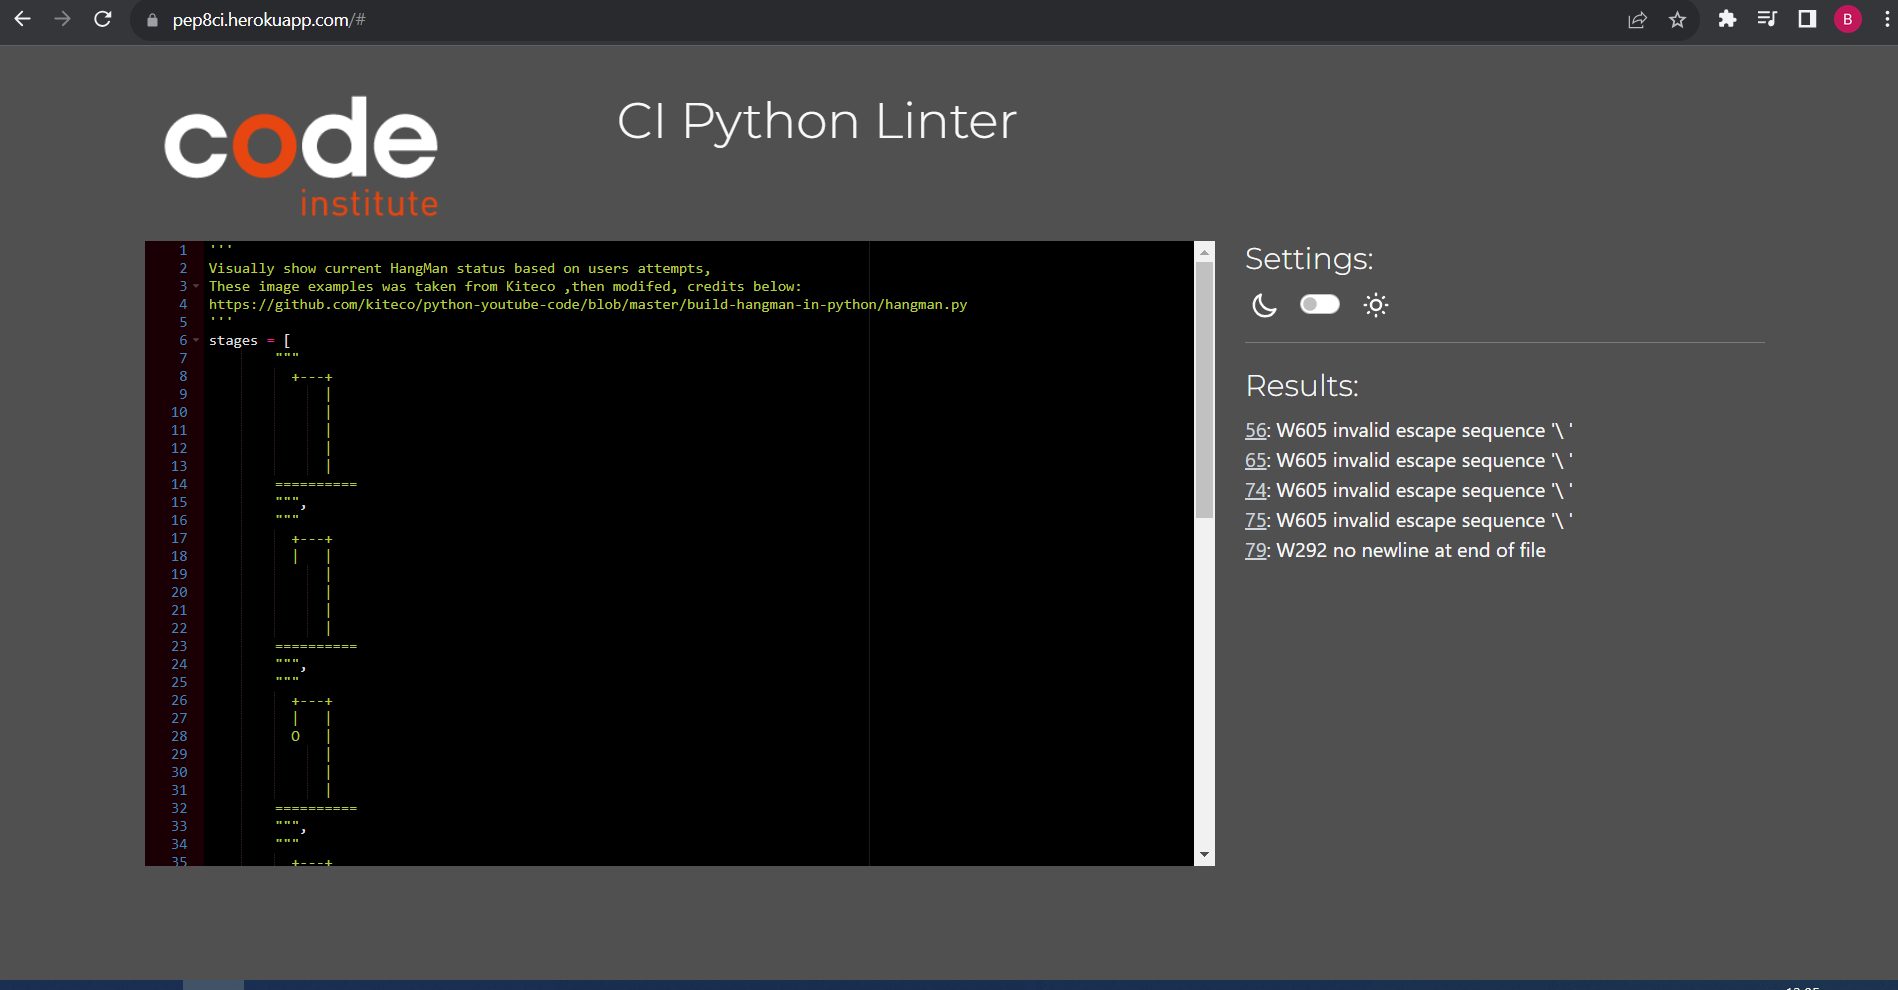 pep8ci.herokuapp.com/#
B
code
institute
CI Python Linter
1 '''
2 Visually show current HangMan status based on users attempts,
3 These image examples was taken from Kiteco ,then modifed, credits below:
4 https://github.com/kiteco/python-youtube-code/blob/master/build-hangman-in-python/hangman.py
5 '''
6 stages = [
7 """
8 +---+
9 |
10 |
11 |
12 |
13 |
14 ==========
15 """,
16 """
17 +---+
18 |   |
19 |
20 |
21 |
22 |
23 ==========
24 """,
25 """
26 +---+
27 |   |
28 O   |
29 |
30 |
31 |
32 ==========
33 """,
34 """
35 +---+
Settings:
Results:
56: W605 invalid escape sequence '\ '
65: W605 invalid escape sequence '\ '
74: W605 invalid escape sequence '\ '
75: W605 invalid escape sequence '\ '
79: W292 no newline at end of file